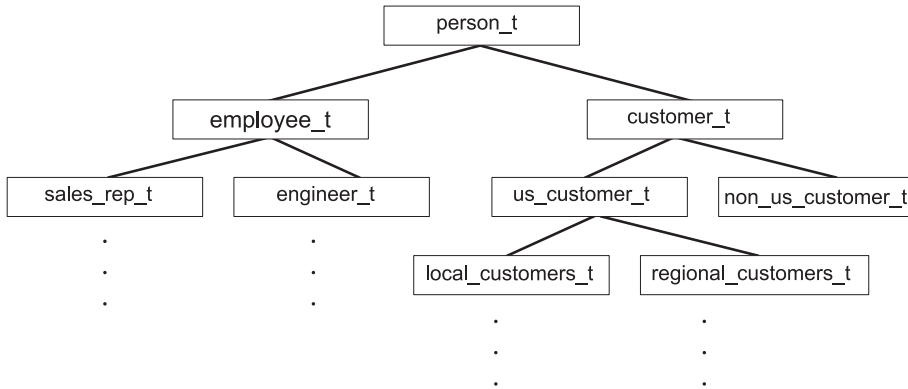 person_t
employee_t
customer_t
sales_rep_t
engineer_t
us_customer_t
non_us_customer_t
local_customers_t
regional_customers_t